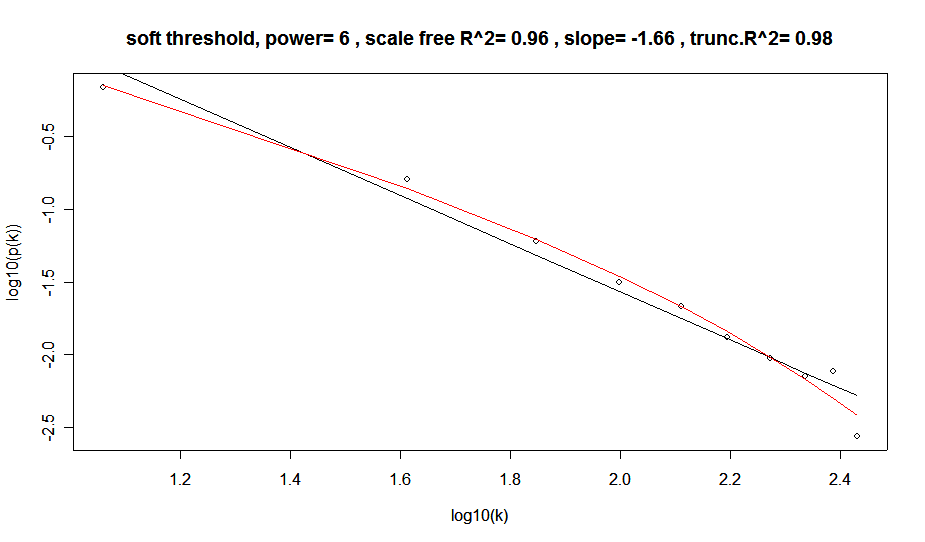 soft threshold, power= 6 , scale free R^2= 0.96 , slope= -1.66 , trunc.R^2= 0.98
log10(p(k))
-0.5
-1.0
-1.5
-2.0
-2.5
1.2 1.4 1.6 1.8 2.0 2.2 2.4
log10(k)